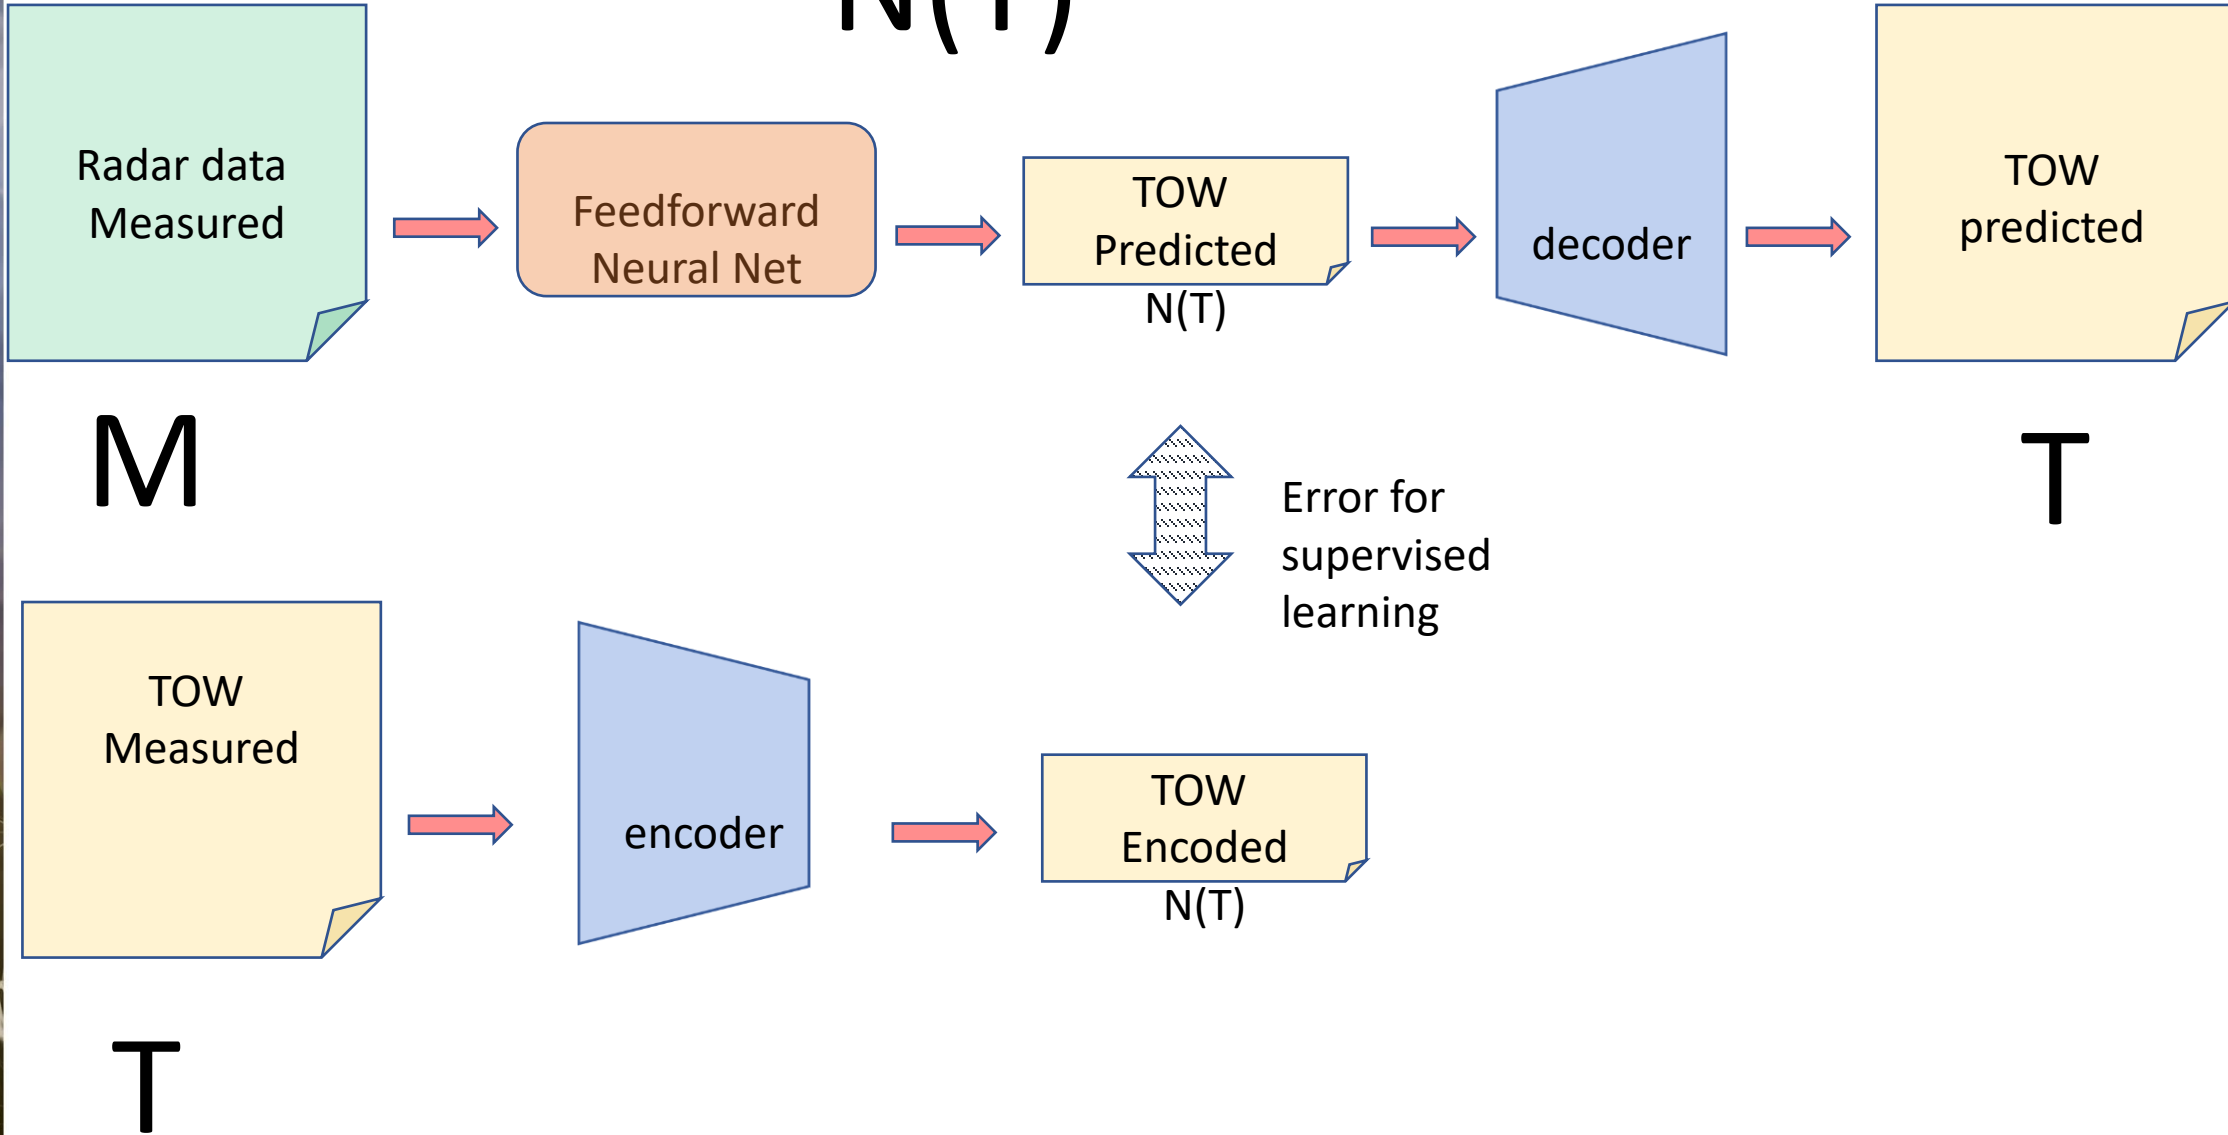 N(T)
Radar data
Measured
Feedforward
Neural Net
TOW
Predicted
N(T)
decoder
TOW
predicted
M
T
Error for
supervised
learning
TOW
Measured
encoder
TOW
Encoded
N(T)
T